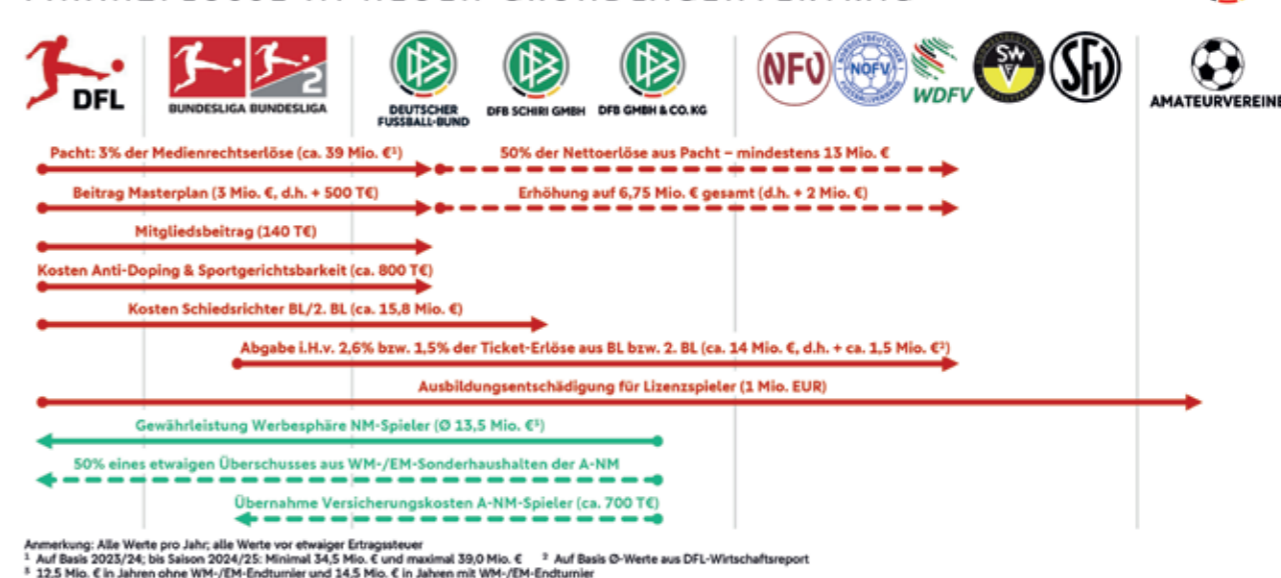 DFL
BUNDESLIGA BUNDESLIGA
2
DEUTSCHER
FUSSBALL-BUND
DFB SCHIRI GMBH
DFB GMBH & CO. KG
NFV
NOFV
WDFV
SWFV
SFV
AMATEURVEREINE
Pacht: 3% der Medienrechtserlöse (ca. 39 Mio. €¹)
50% der Nettoerlöse aus Pacht – mindestens 13 Mio. €
Beitrag Masterplan (3 Mio. €, d.h. + 500 T€)
Erhöhung auf 6,75 Mio. € gesamt (d.h. + 2 Mio. €)
Mitgliedsbeitrag (140 T€)
Kosten Anti-Doping & Sportgerichtsbarkeit (ca. 800 T€)
Kosten Schiedsrichter BL/2. BL (ca. 15,8 Mio. €)
Abgabe i.H.v. 2,6% bzw. 1,5% der Ticket-Erlöse aus BL bzw. 2. BL (ca. 14 Mio. €, d.h. + ca. 1,5 Mio. €²)
Ausbildungsentschädigung für Lizenzspieler (1 Mio. EUR)
Gewährleistung Werbesphäre NM-Spieler (Ø 13,5 Mio. €³)
50% eines etwaigen Überschusses aus WM-/EM-Sonderhaushalten der A-NM
Übernahme Versicherungskosten A-NM-Spieler (ca. 700 T€)
Anmerkung: Alle Werte pro Jahr; alle Werte vor etwaiger Ertragssteuer
¹ Auf Basis 2023/24; bis Saison 2024/25: Minimal 34,5 Mio. € und maximal 39,0 Mio. € ² Auf Basis Ø-Werte aus DFL-Wirtschaftsreport
³ 12,5 Mio. € in Jahren ohne WM-/EM-Endturnier und 14,5 Mio. € in Jahren mit WM-/EM-Endturnier